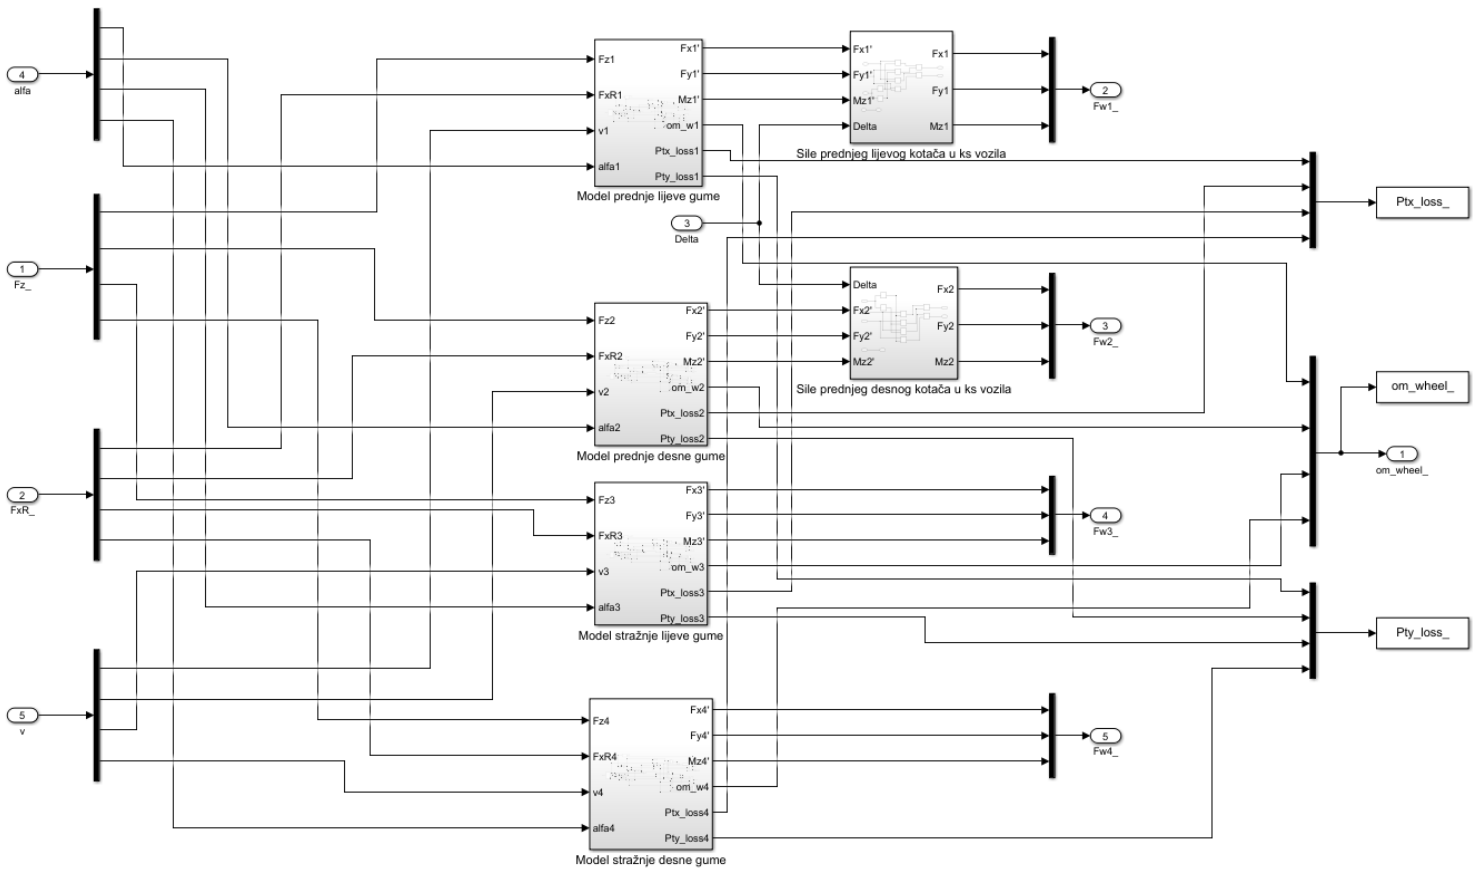 4
alfa
1
Fz_
2
FxR_
5
v
Fz1
FxR1
v1
alfa1
Fx1'
Fy1'
Mz1'
om_w1
Ptx_loss1
Pty_loss1
Model prednje lijeve gume
3
Delta
Fx1'
Fy1'
Mz1'
Delta
Fx1
Fy1
Mz1
Sile prednjeg lijevog kotača u ks vozila
2
Fw1_
Ptx_loss_
Fz2
FxR2
v2
alfa2
Fx2'
Fy2'
Mz2'
om_w2
Ptx_loss2
Pty_loss2
Model prednje desne gume
Delta
Fx2'
Fy2'
Mz2'
Fx2
Fy2
Mz2
Sile prednjeg desnog kotača u ks vozila
3
Fw2_
om_wheel_
1
om_wheel_
Fz3
FxR3
v3
alfa3
Fx3'
Fy3'
Mz3'
om_w3
Ptx_loss3
Pty_loss3
Model stražnje lijeve gume
4
Fw3_
Pty_loss_
Fz4
FxR4
v4
alfa4
Fx4'
Fy4'
Mz4'
om_w4
Ptx_loss4
Pty_loss4
Model stražnje desne gume
5
Fw4_